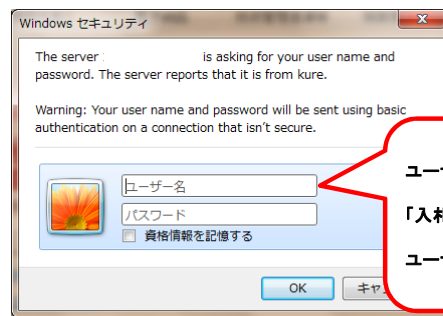 Windows セキュリティ
The server : is asking for your user name and
password. The server reports that it is from kure.
Warning: Your user name and password will be sent using basic
authentication on a connection that isn't secure.
ユーザー名
パスワード
資格情報を記憶する
OK
キャ
ユー
「入
ユー